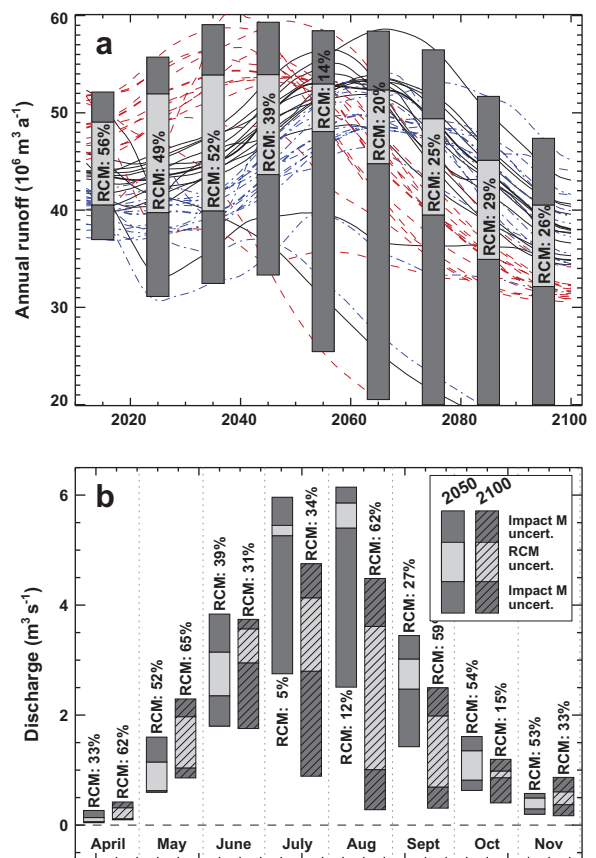 a
Annual runoff (10⁶ m³ a⁻¹)
60
50
40
30
20
RCM: 56%
RCM: 49%
RCM: 52%
RCM: 39%
RCM: 14%
RCM: 20%
RCM: 25%
RCM: 29%
RCM: 26%
2020 2040 2060 2080 2100
b
Discharge (m³ s⁻¹)
6
4
2
0
RCM: 33%
RCM: 62%
RCM: 52%
RCM: 65%
RCM: 39%
RCM: 31%
RCM: 5%
RCM: 34%
RCM: 12%
RCM: 62%
RCM: 27%
RCM: 59%
RCM: 54%
RCM: 15%
RCM: 53%
RCM: 33%
2050 2100
Impact M
uncert.
RCM
uncert.
Impact M
uncert.
April May June July Aug Sept Oct Nov